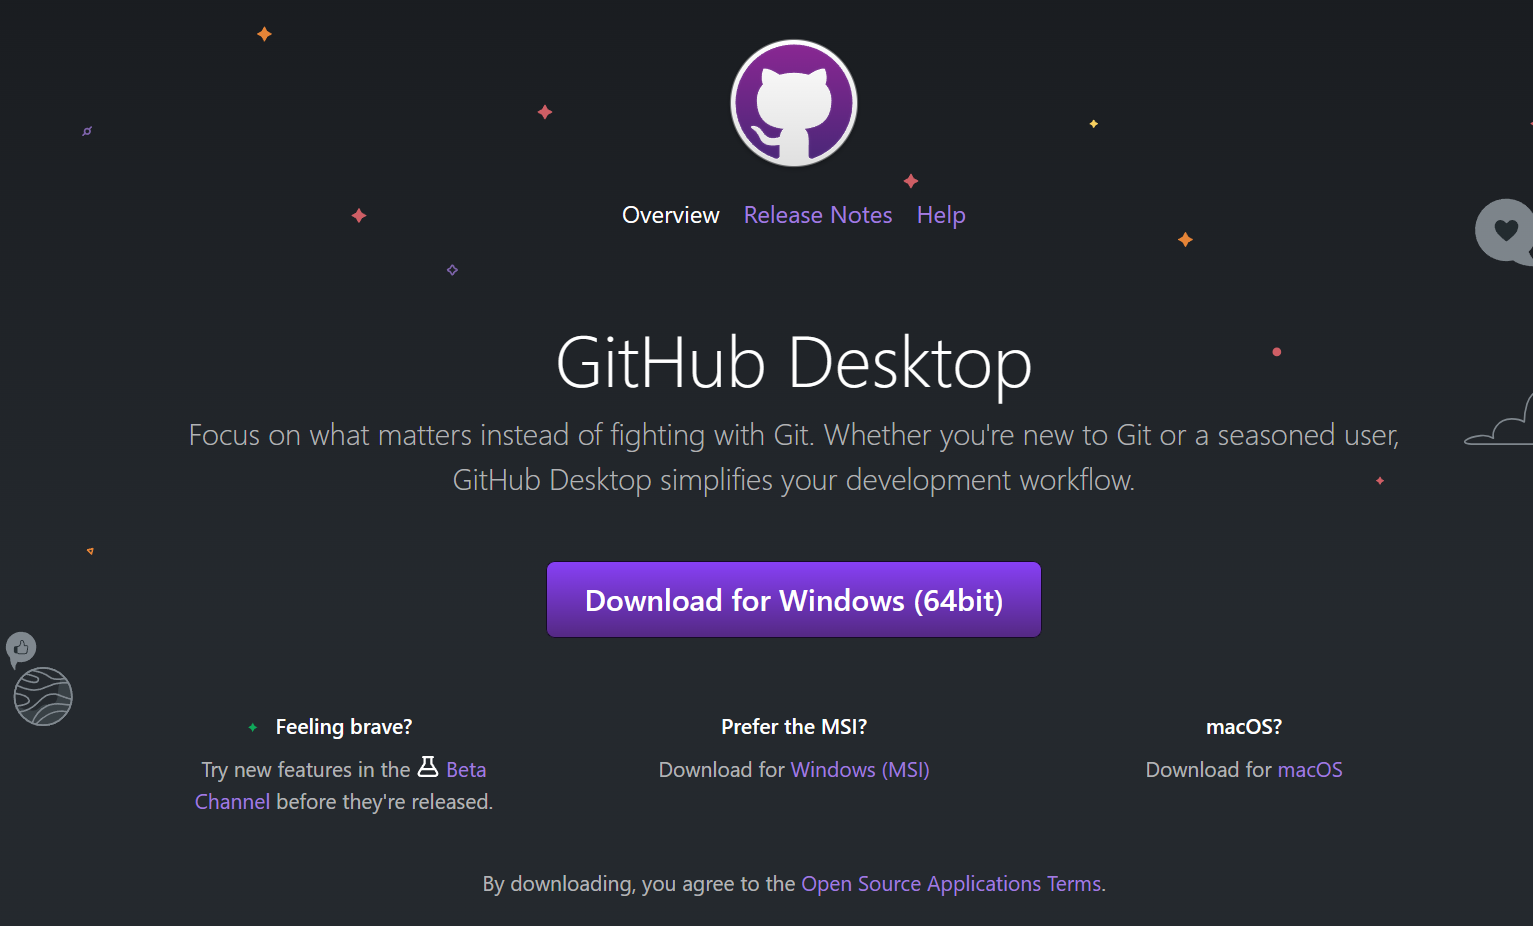 Overview Release Notes Help
GitHub Desktop
Focus on what matters instead of fighting with Git. Whether you're new to Git or a seasoned user,
GitHub Desktop simplifies your development workflow.
Download for Windows (64bit)
Feeling brave?
Try new features in the Beta
Channel before they're released.
Prefer the MSI?
Download for Windows (MSI)
macOS?
Download for macOS
By downloading, you agree to the Open Source Applications Terms.